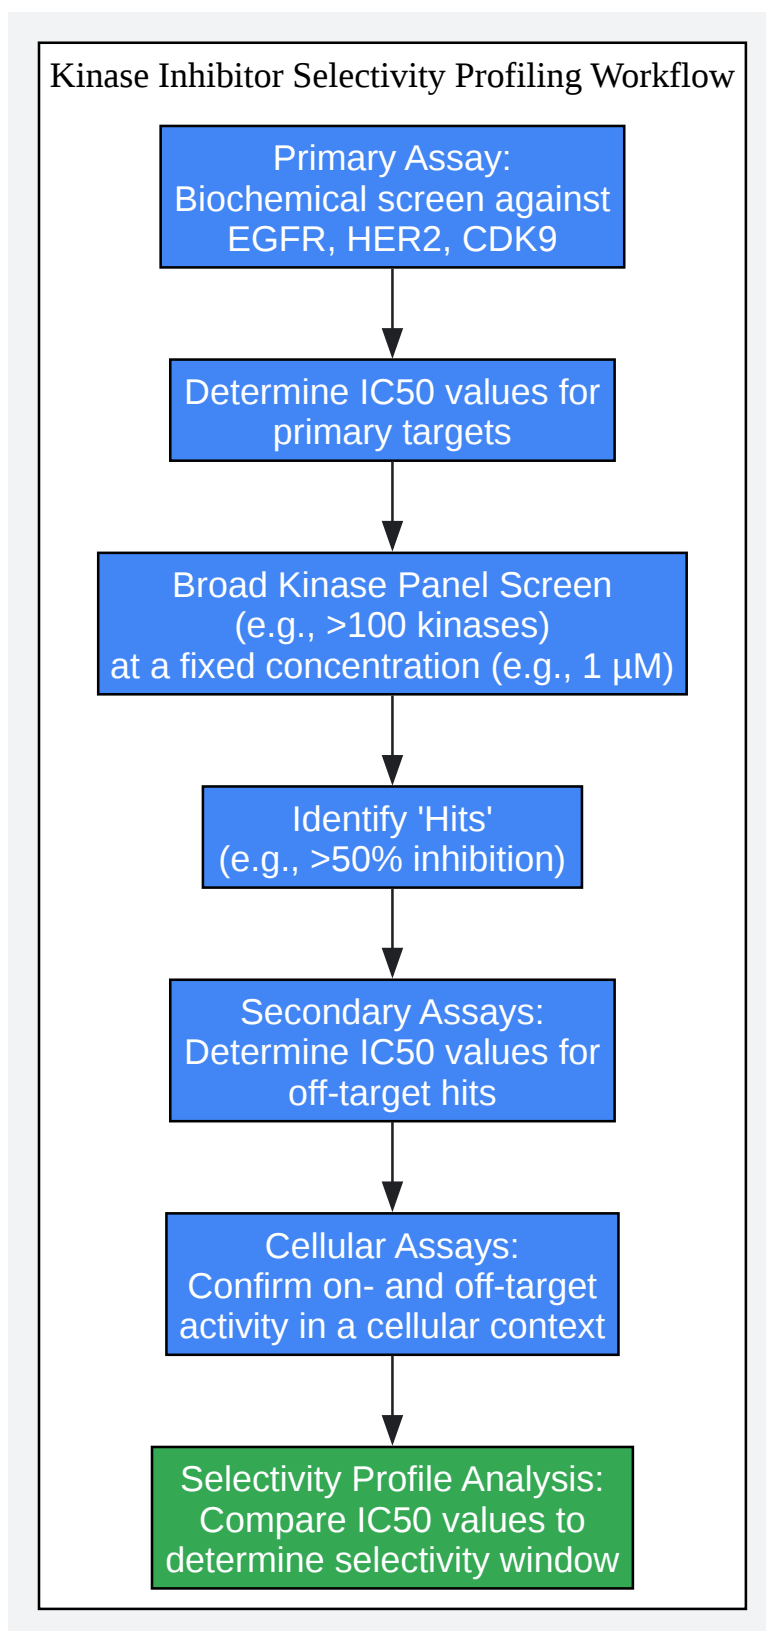 Kinase Inhibitor Selectivity Profiling Workflow
Primary Assay:
Biochemical screen against
EGFR, HER2, CDK9
Determine IC50 values for
primary targets
Broad Kinase Panel Screen
(e.g., >100 kinases)
at a fixed concentration (e.g., 1 µM)
Identify 'Hits'
(e.g., >50% inhibition)
Secondary Assays:
Determine IC50 values for
off-target hits
Cellular Assays:
Confirm on- and off-target
activity in a cellular context
Selectivity Profile Analysis:
Compare IC50 values to
determine selectivity window